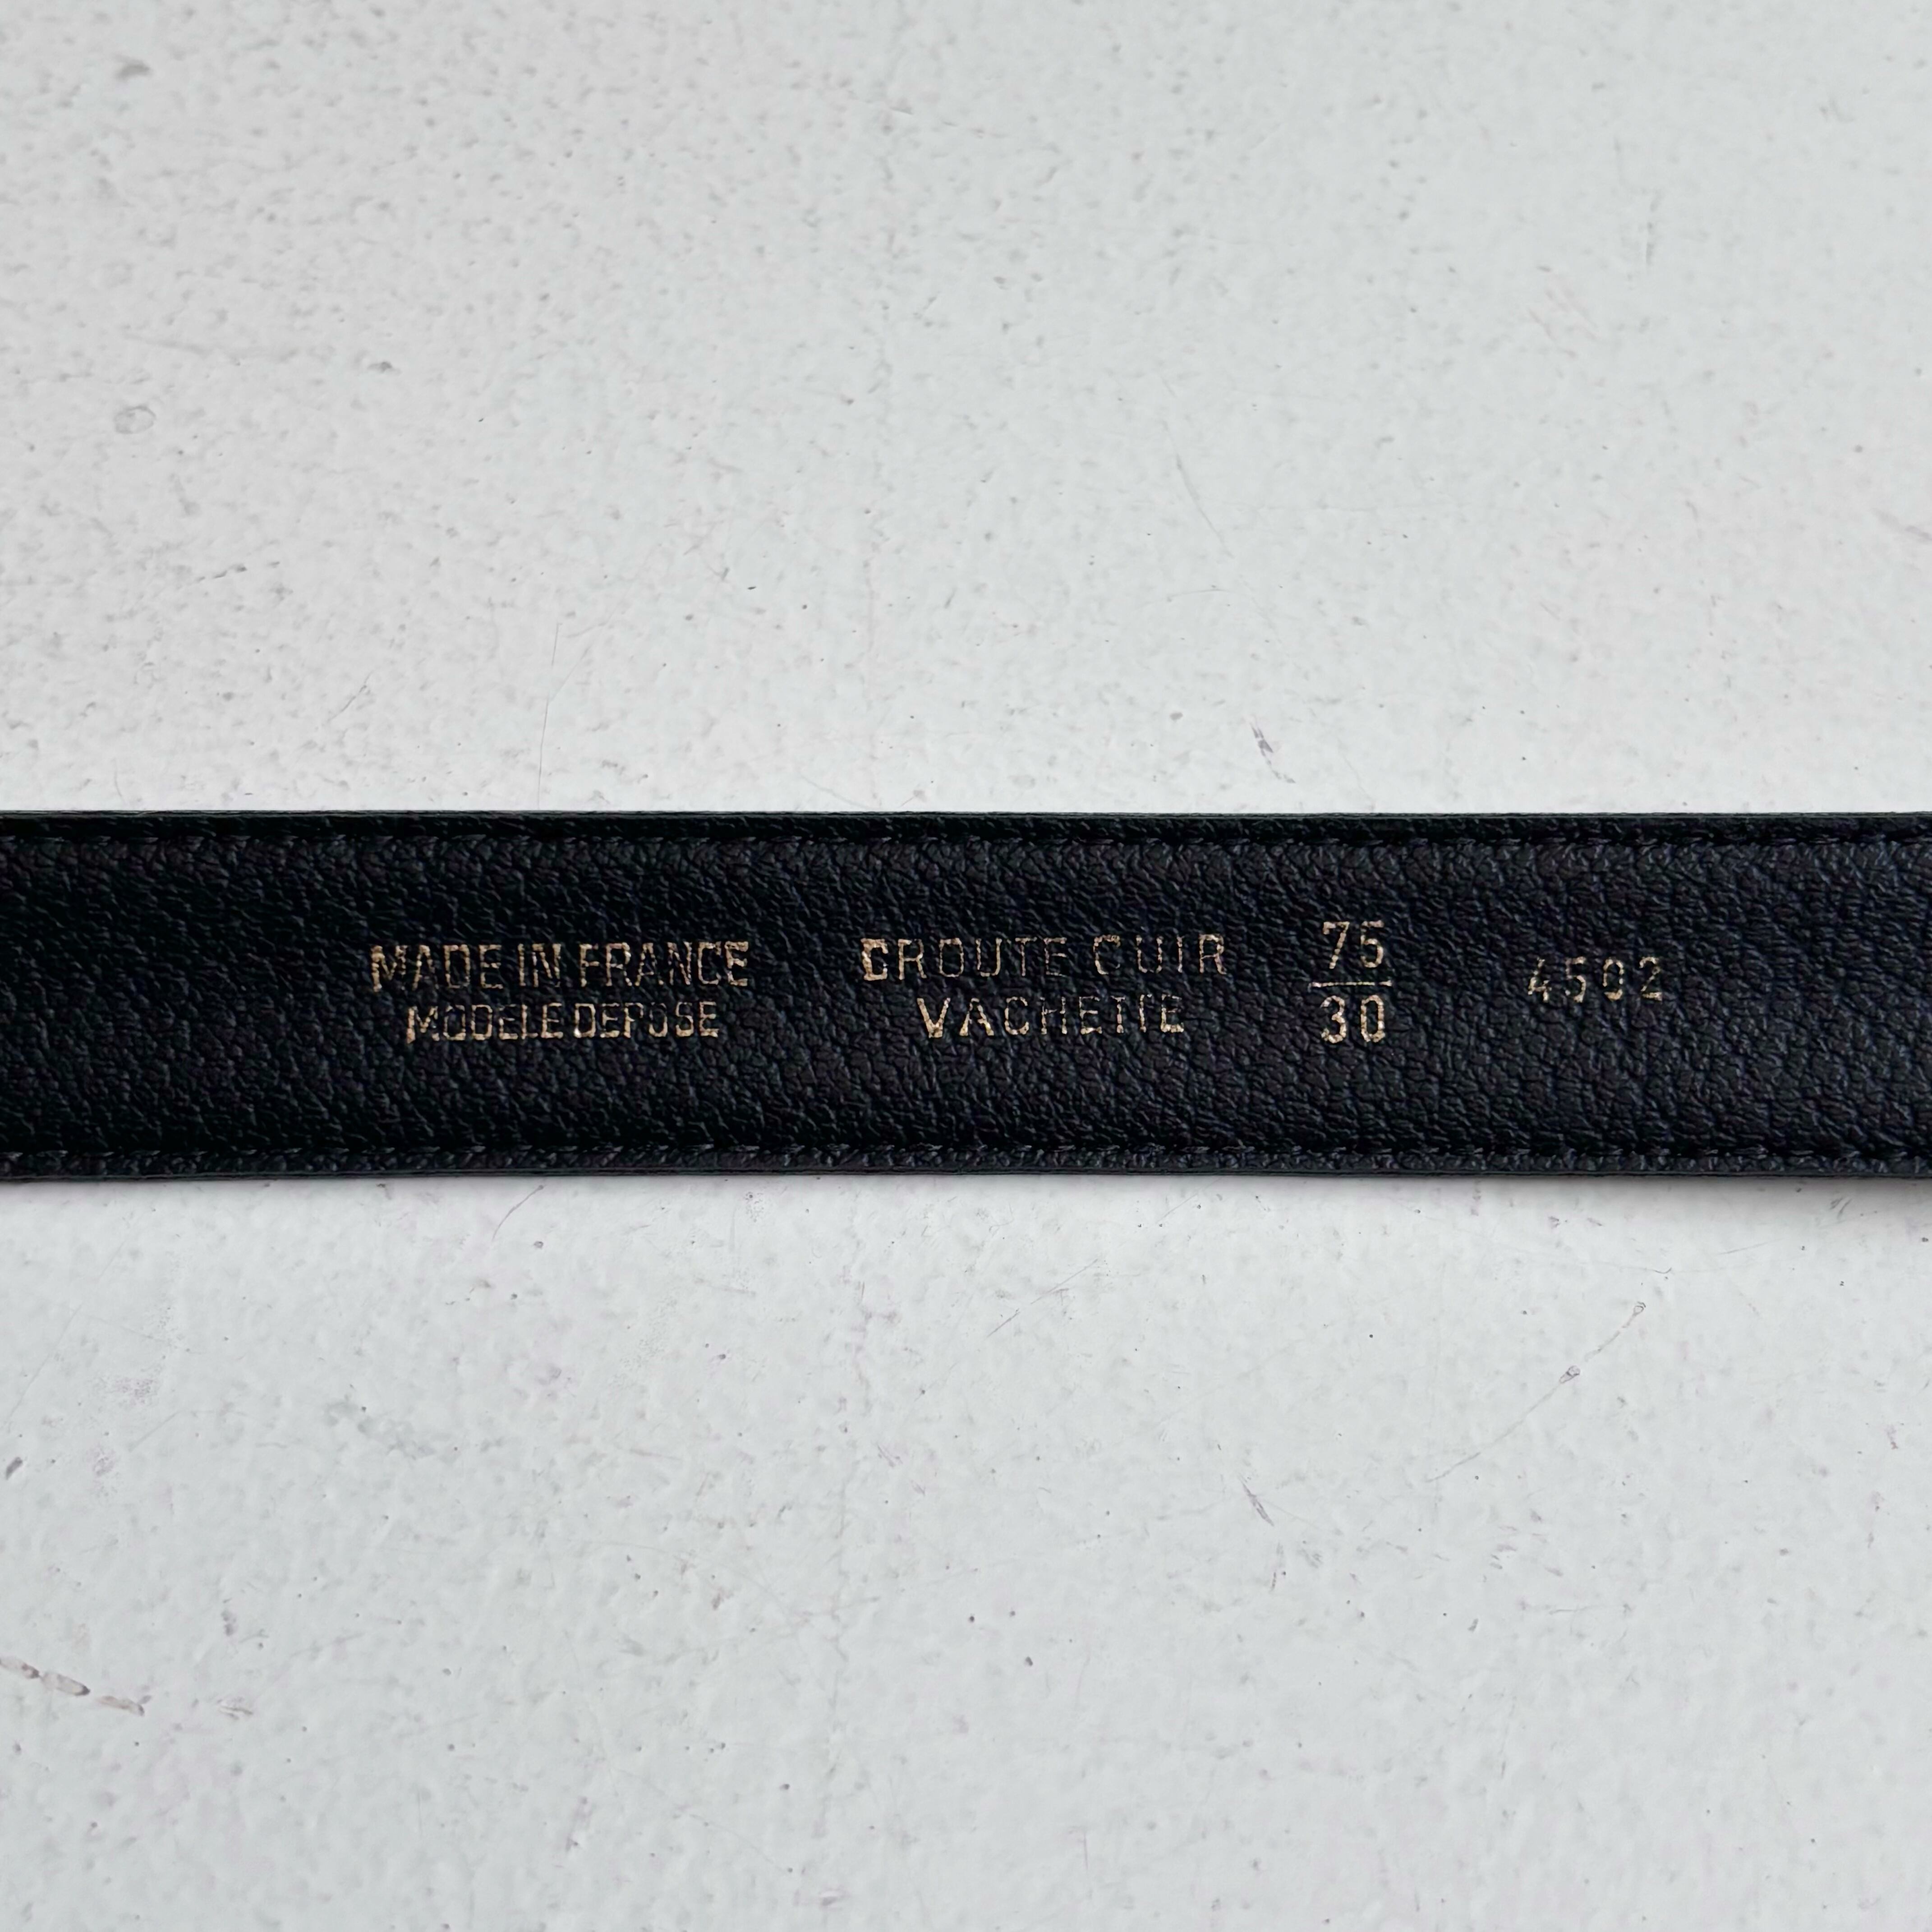 MADE IN FRANCE
MODELE DEPOSE
CROUTE CUIR
VACHETTE
75
30
4502